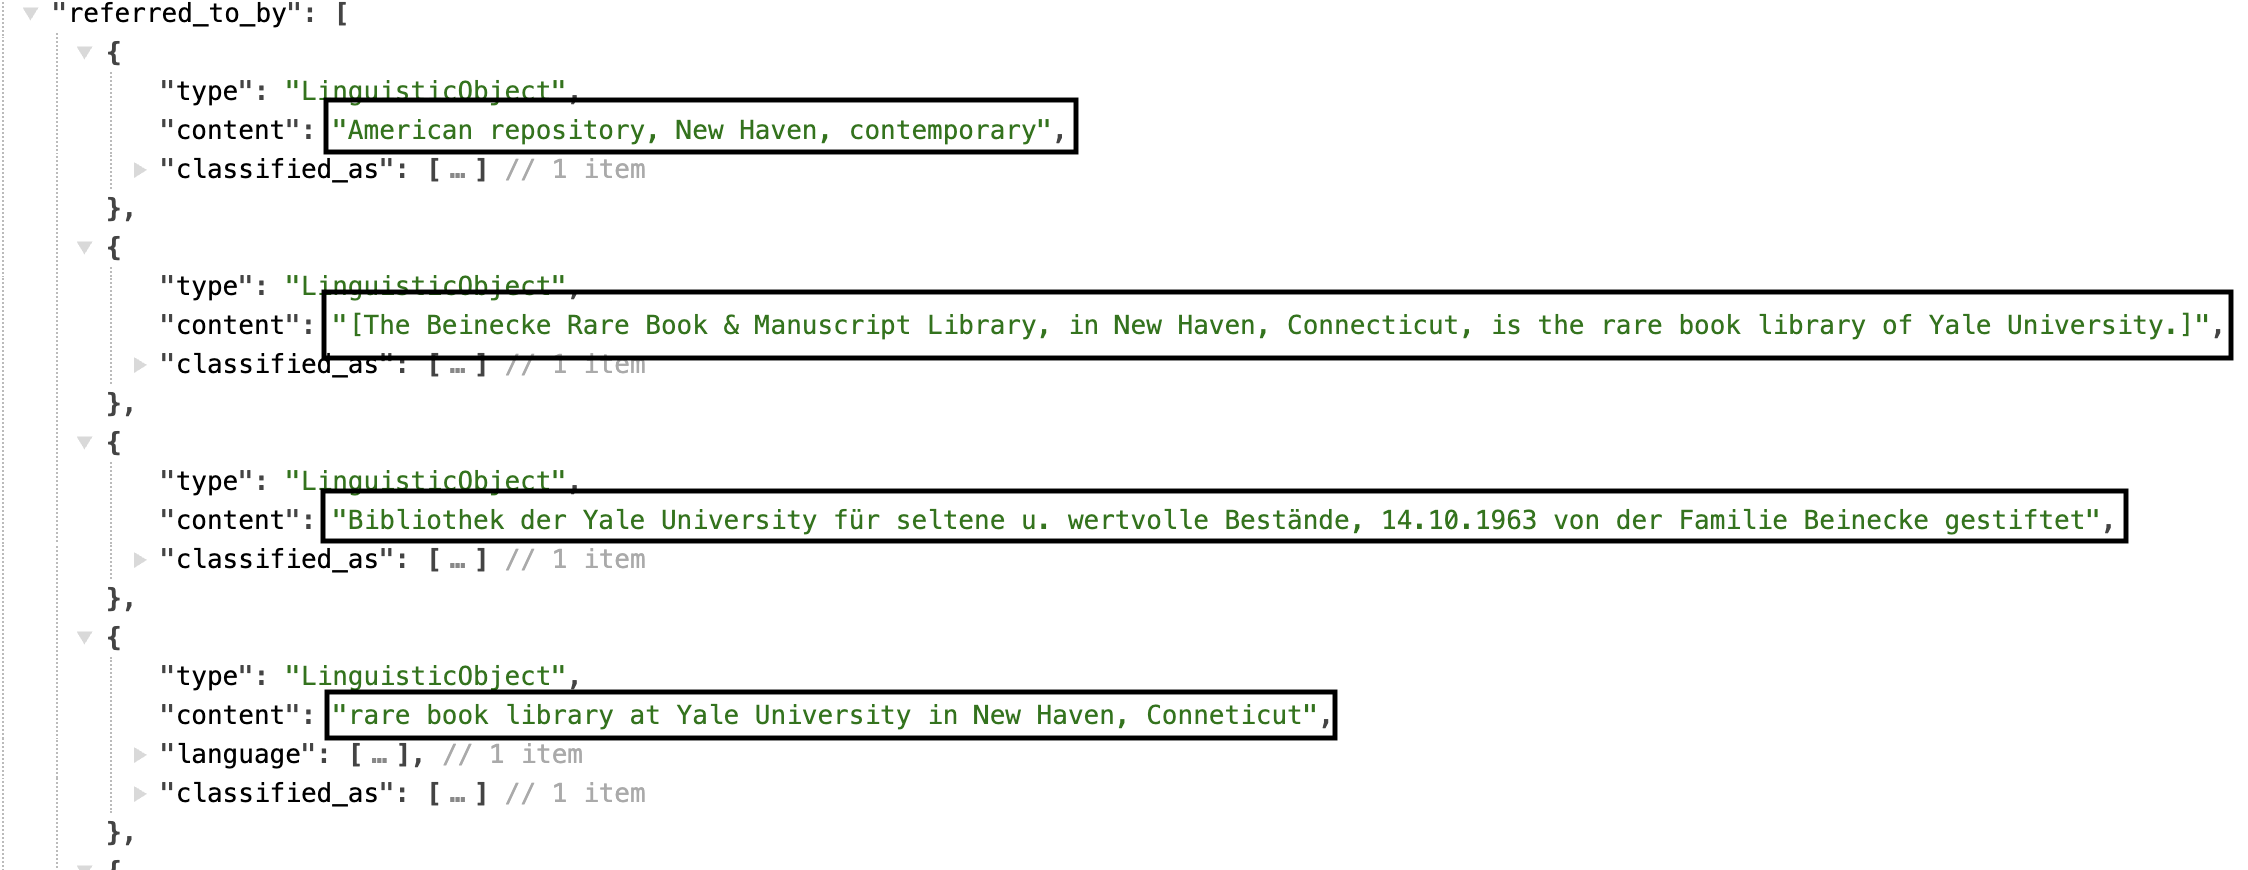 "referred_to_by": [
{
"type": "LinguisticObject",
"content": "American repository, New Haven, contemporary",
"classified_as": [ … ] // 1 item
},
{
"type": "LinguisticObject",
"content": "[The Beinecke Rare Book & Manuscript Library, in New Haven, Connecticut, is the rare book library of Yale University.]",
"classified_as": [ … ] // 1 item
},
{
"type": "LinguisticObject",
"content": "Bibliothek der Yale University für seltene u. wertvolle Bestände, 14.10.1963 von der Familie Beinecke gestiftet",
"classified_as": [ … ] // 1 item
},
{
"type": "LinguisticObject",
"content": "rare book library at Yale University in New Haven, Conneticut",
"language": [ … ], // 1 item
"classified_as": [ … ] // 1 item
},
{